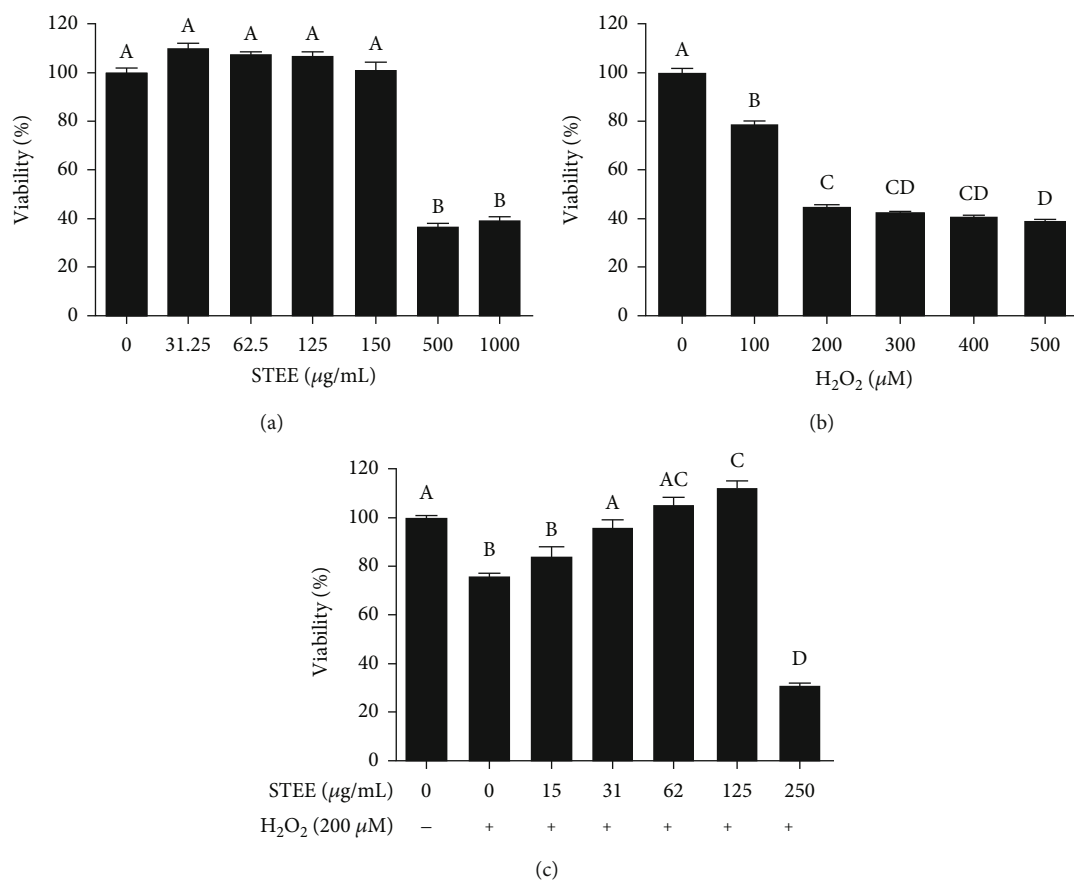 120
100
80
60
40
20
0
Viability (%)
A A A A A B B
0 31.25 62.5 125 150 500 1000
STEE (μg/mL)
(a)
120
100
80
60
40
20
0
Viability (%)
A B C CD CD D
0 100 200 300 400 500
H₂O₂ (μM)
(b)
120
100
80
60
40
20
0
Viability (%)
A B B A AC C D
STEE (μg/mL) 0 0 15 31 62 125 250
H₂O₂ (200 μM) – + + + + + +
(c)